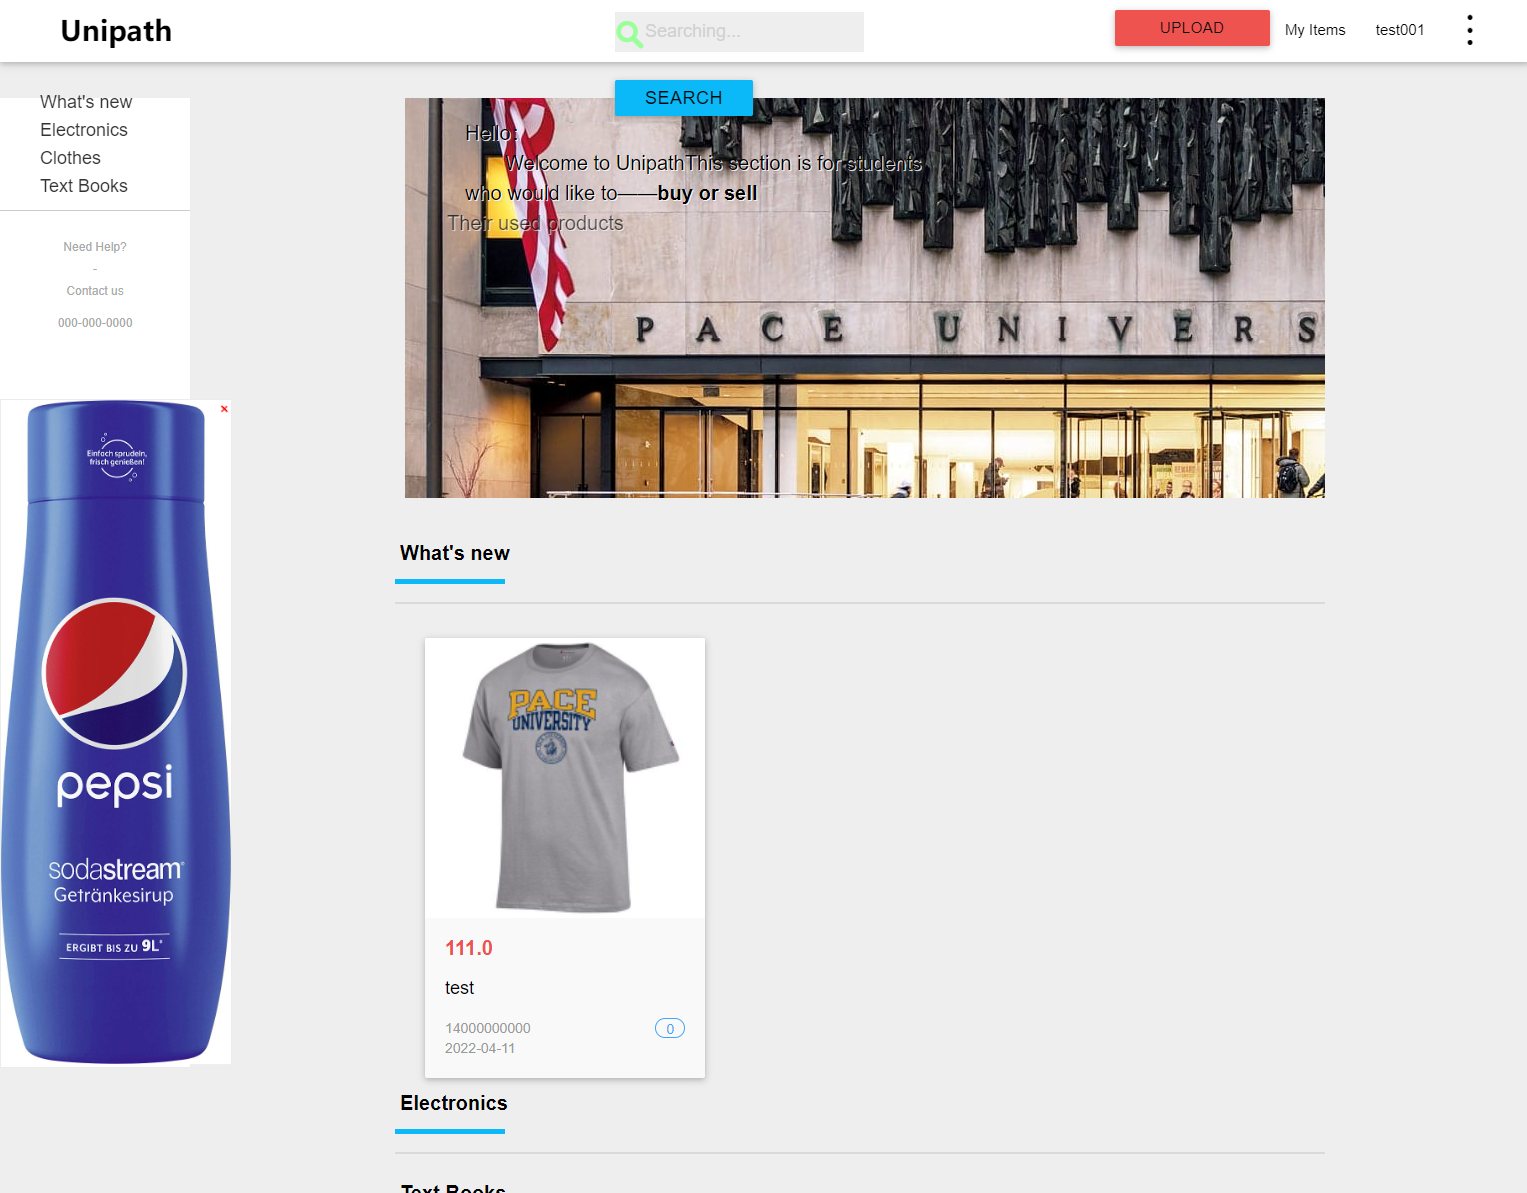 Unipath
Searching...
UPLOAD
My Items
test001
SEARCH
What's new
Electronics
Clothes
Text Books
Need Help?
-
Contact us
000-000-0000
Hello:
Welcome to UnipathThis section is for students
who would like to——buy or sell
Their used products
PACE UNIVERS
Einfach sprudeln,
frisch genießen!
pepsi
sodastream
Getränkesirup
ERGIBT BIS ZU 9L*
What's new
PACE
UNIVERSITY
111.0
test
14000000000
0
2022-04-11
Electronics
Text Books